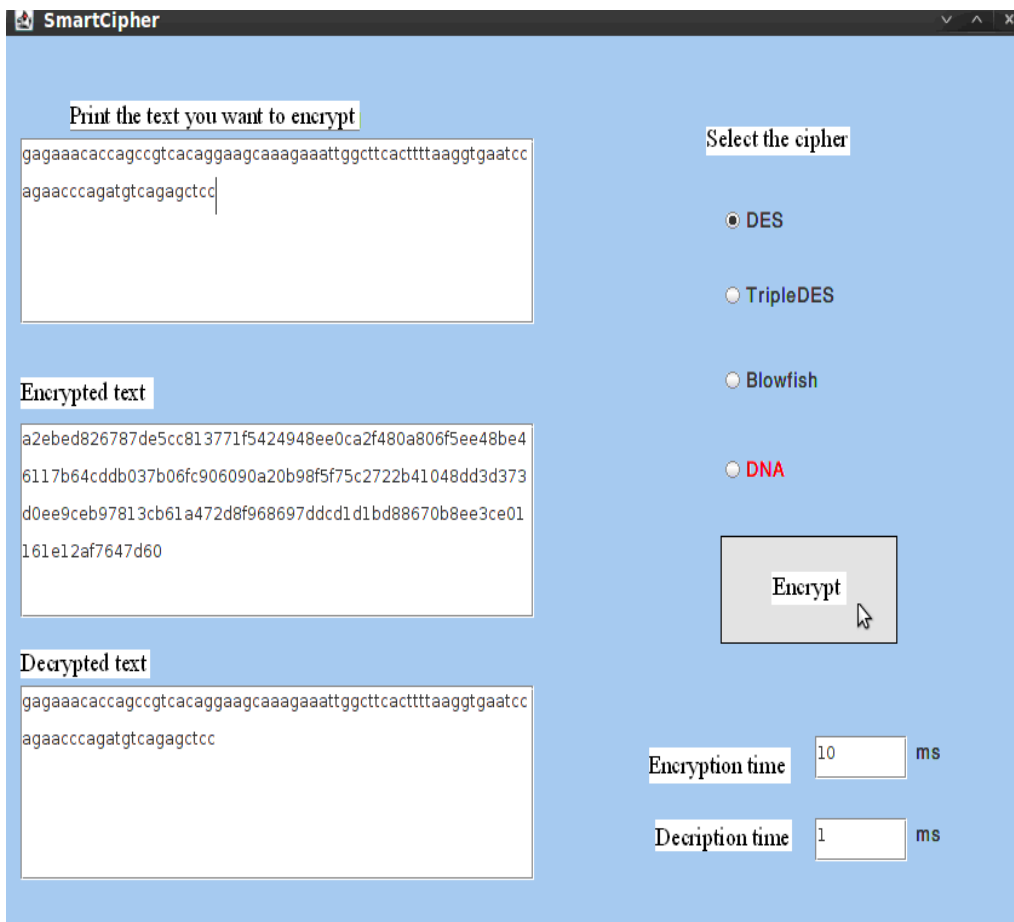 SmartCipher
Print the text you want to encrypt
gagaaacaccagccgtcacaggaagcaaagaaattggcttcacttttaaggtgaatcc
agaacccagatgtcagagctcc
Select the cipher
DES
TripleDES
Blowfish
DNA
Encrypt
Encrypted text
a2ebed826787de5cc813771f5424948ee0ca2f480a806f5ee48be4
6117b64cddb037b06fc906090a20b98f5f75c2722b41048dd3d373
d0ee9ceb97813cb61a472d8f968697ddcd1d1bd88670b8ee3ce01
161e12af7647d60
Decrypted text
gagaaacaccagccgtcacaggaagcaaagaaattggcttcacttttaaggtgaatcc
agaacccagatgtcagagctcc
Encryption time 10 ms
Decription time 1 ms